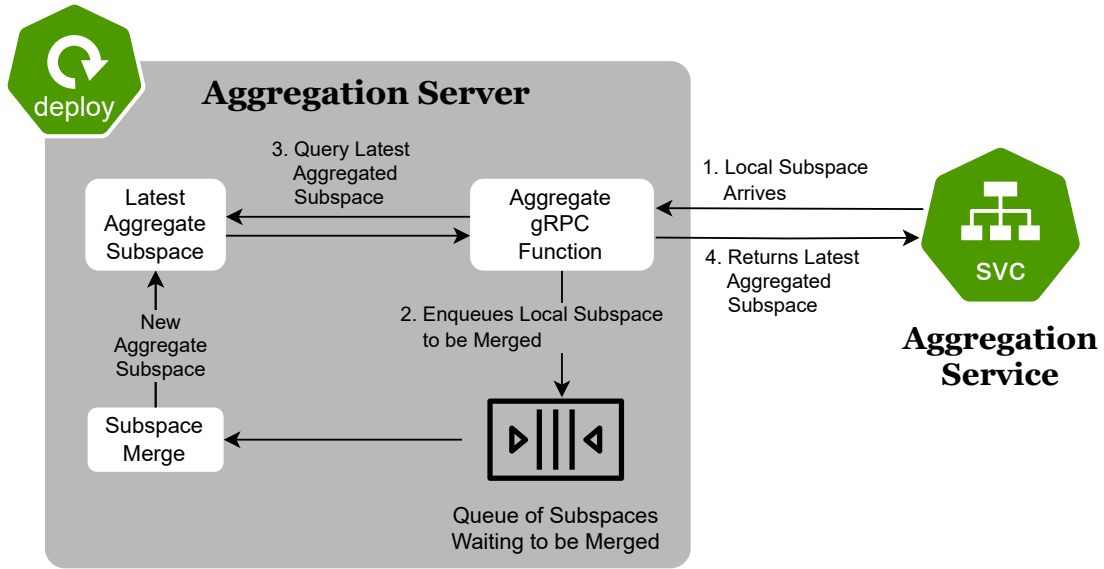 deploy
Aggregation Server
3. Query Latest
Aggregated
Subspace
1. Local Subspace
Arrives
Latest
Aggregate
Subspace
Aggregate
gRPC
Function
svc
4. Returns Latest
Aggregated
Subspace
2. Enqueues Local Subspace
to be Merged
New
Aggregate
Subspace
Aggregation
Service
Subspace
Merge
Queue of Subspaces
Waiting to be Merged